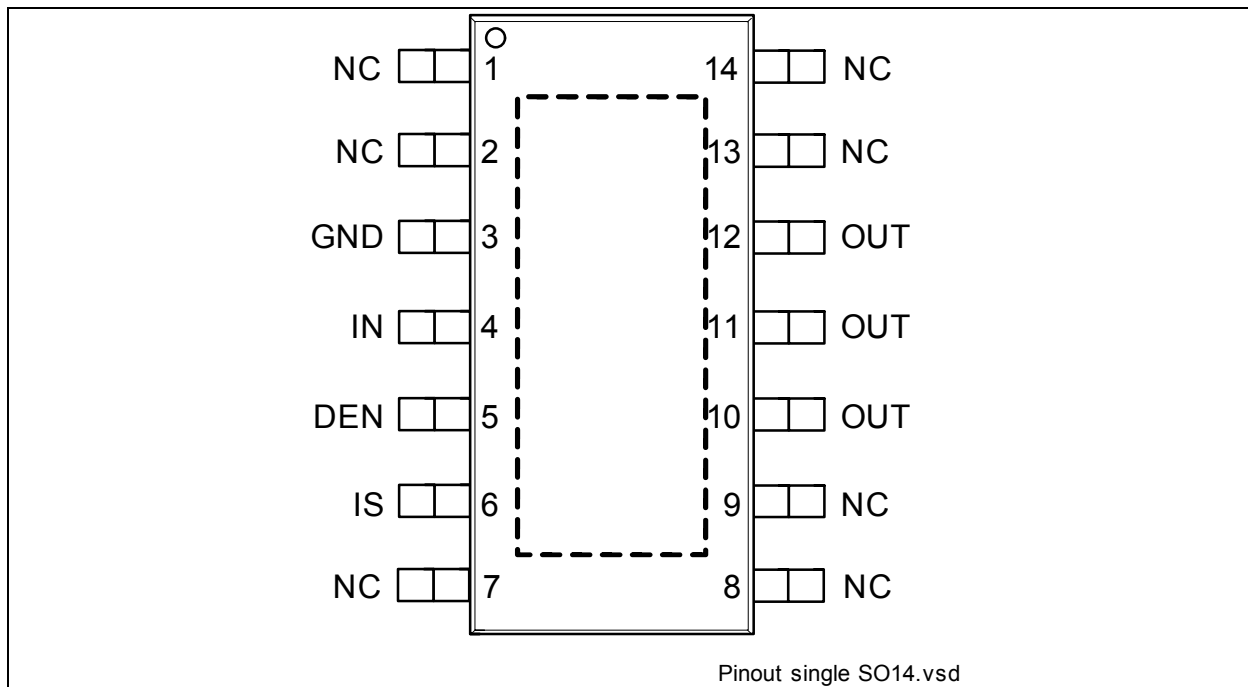 NC 1 14 NC
NC 2 13 NC
GND 3 12 OUT
IN 4 11 OUT
DEN 5 10 OUT
IS 6 9 NC
NC 7 8 NC
Pinout single SO14.vsd